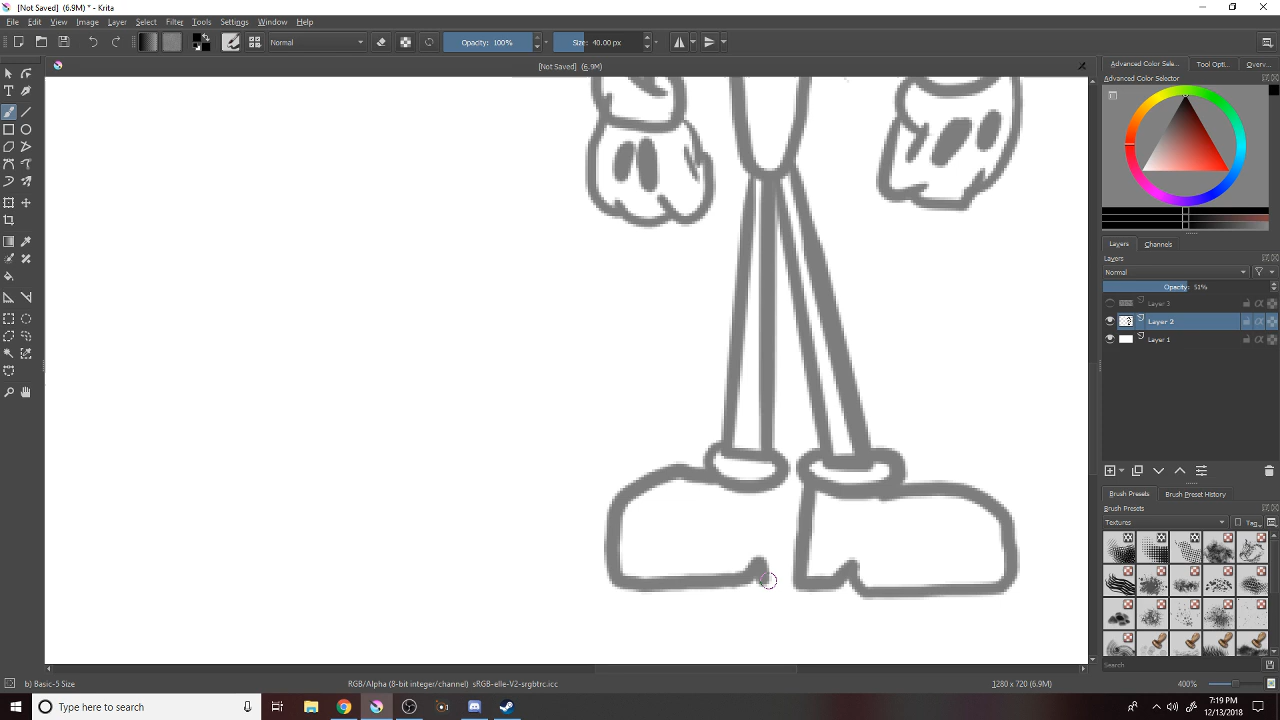 [Not Saved] (6.9M) * - Krita
File Edit View Image Layer Select Filter Tools Settings Window Help
Normal Opacity: 100% Size: 40.00 px
[Not Saved] (6.9M)
Advanced Color Sele... Tool Opti... Overv...
Advanced Color Selector
Layers Channels
Layers
Normal
Opacity: 51%
Layer 3
Layer 2
Layer 1
Brush Presets Brush Preset History
Brush Presets
Textures Tag
Search
b) Basic-5 Size RGB/Alpha (8-bit integer/channel) sRGB-elle-V2-srgbtrc.icc 1280 x 720 (6.9M) 400%
Type here to search
7:19 PM
12/13/2018